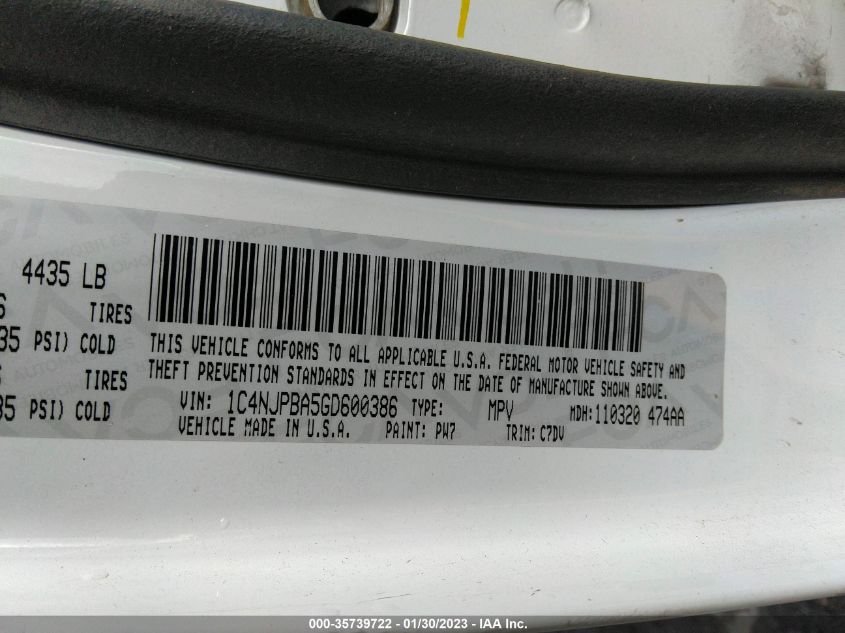 4435 LB
TIRES
35 PSI) COLD
TIRES
35 PSI) COLD
THIS VEHICLE CONFORMS TO ALL APPLICABLE U.S.A. FEDERAL MOTOR VEHICLE SAFETY AND
THEFT PREVENTION STANDARDS IN EFFECT ON THE DATE OF MANUFACTURE SHOWN ABOVE.
VIN: 1C4NJPBA5GD600386 TYPE: MPV MDH: 110320 474AA
VEHICLE MADE IN U.S.A. PAINT: PW7 TRIM: C7DV
000-35739722 - 01/30/2023 - IAA Inc.